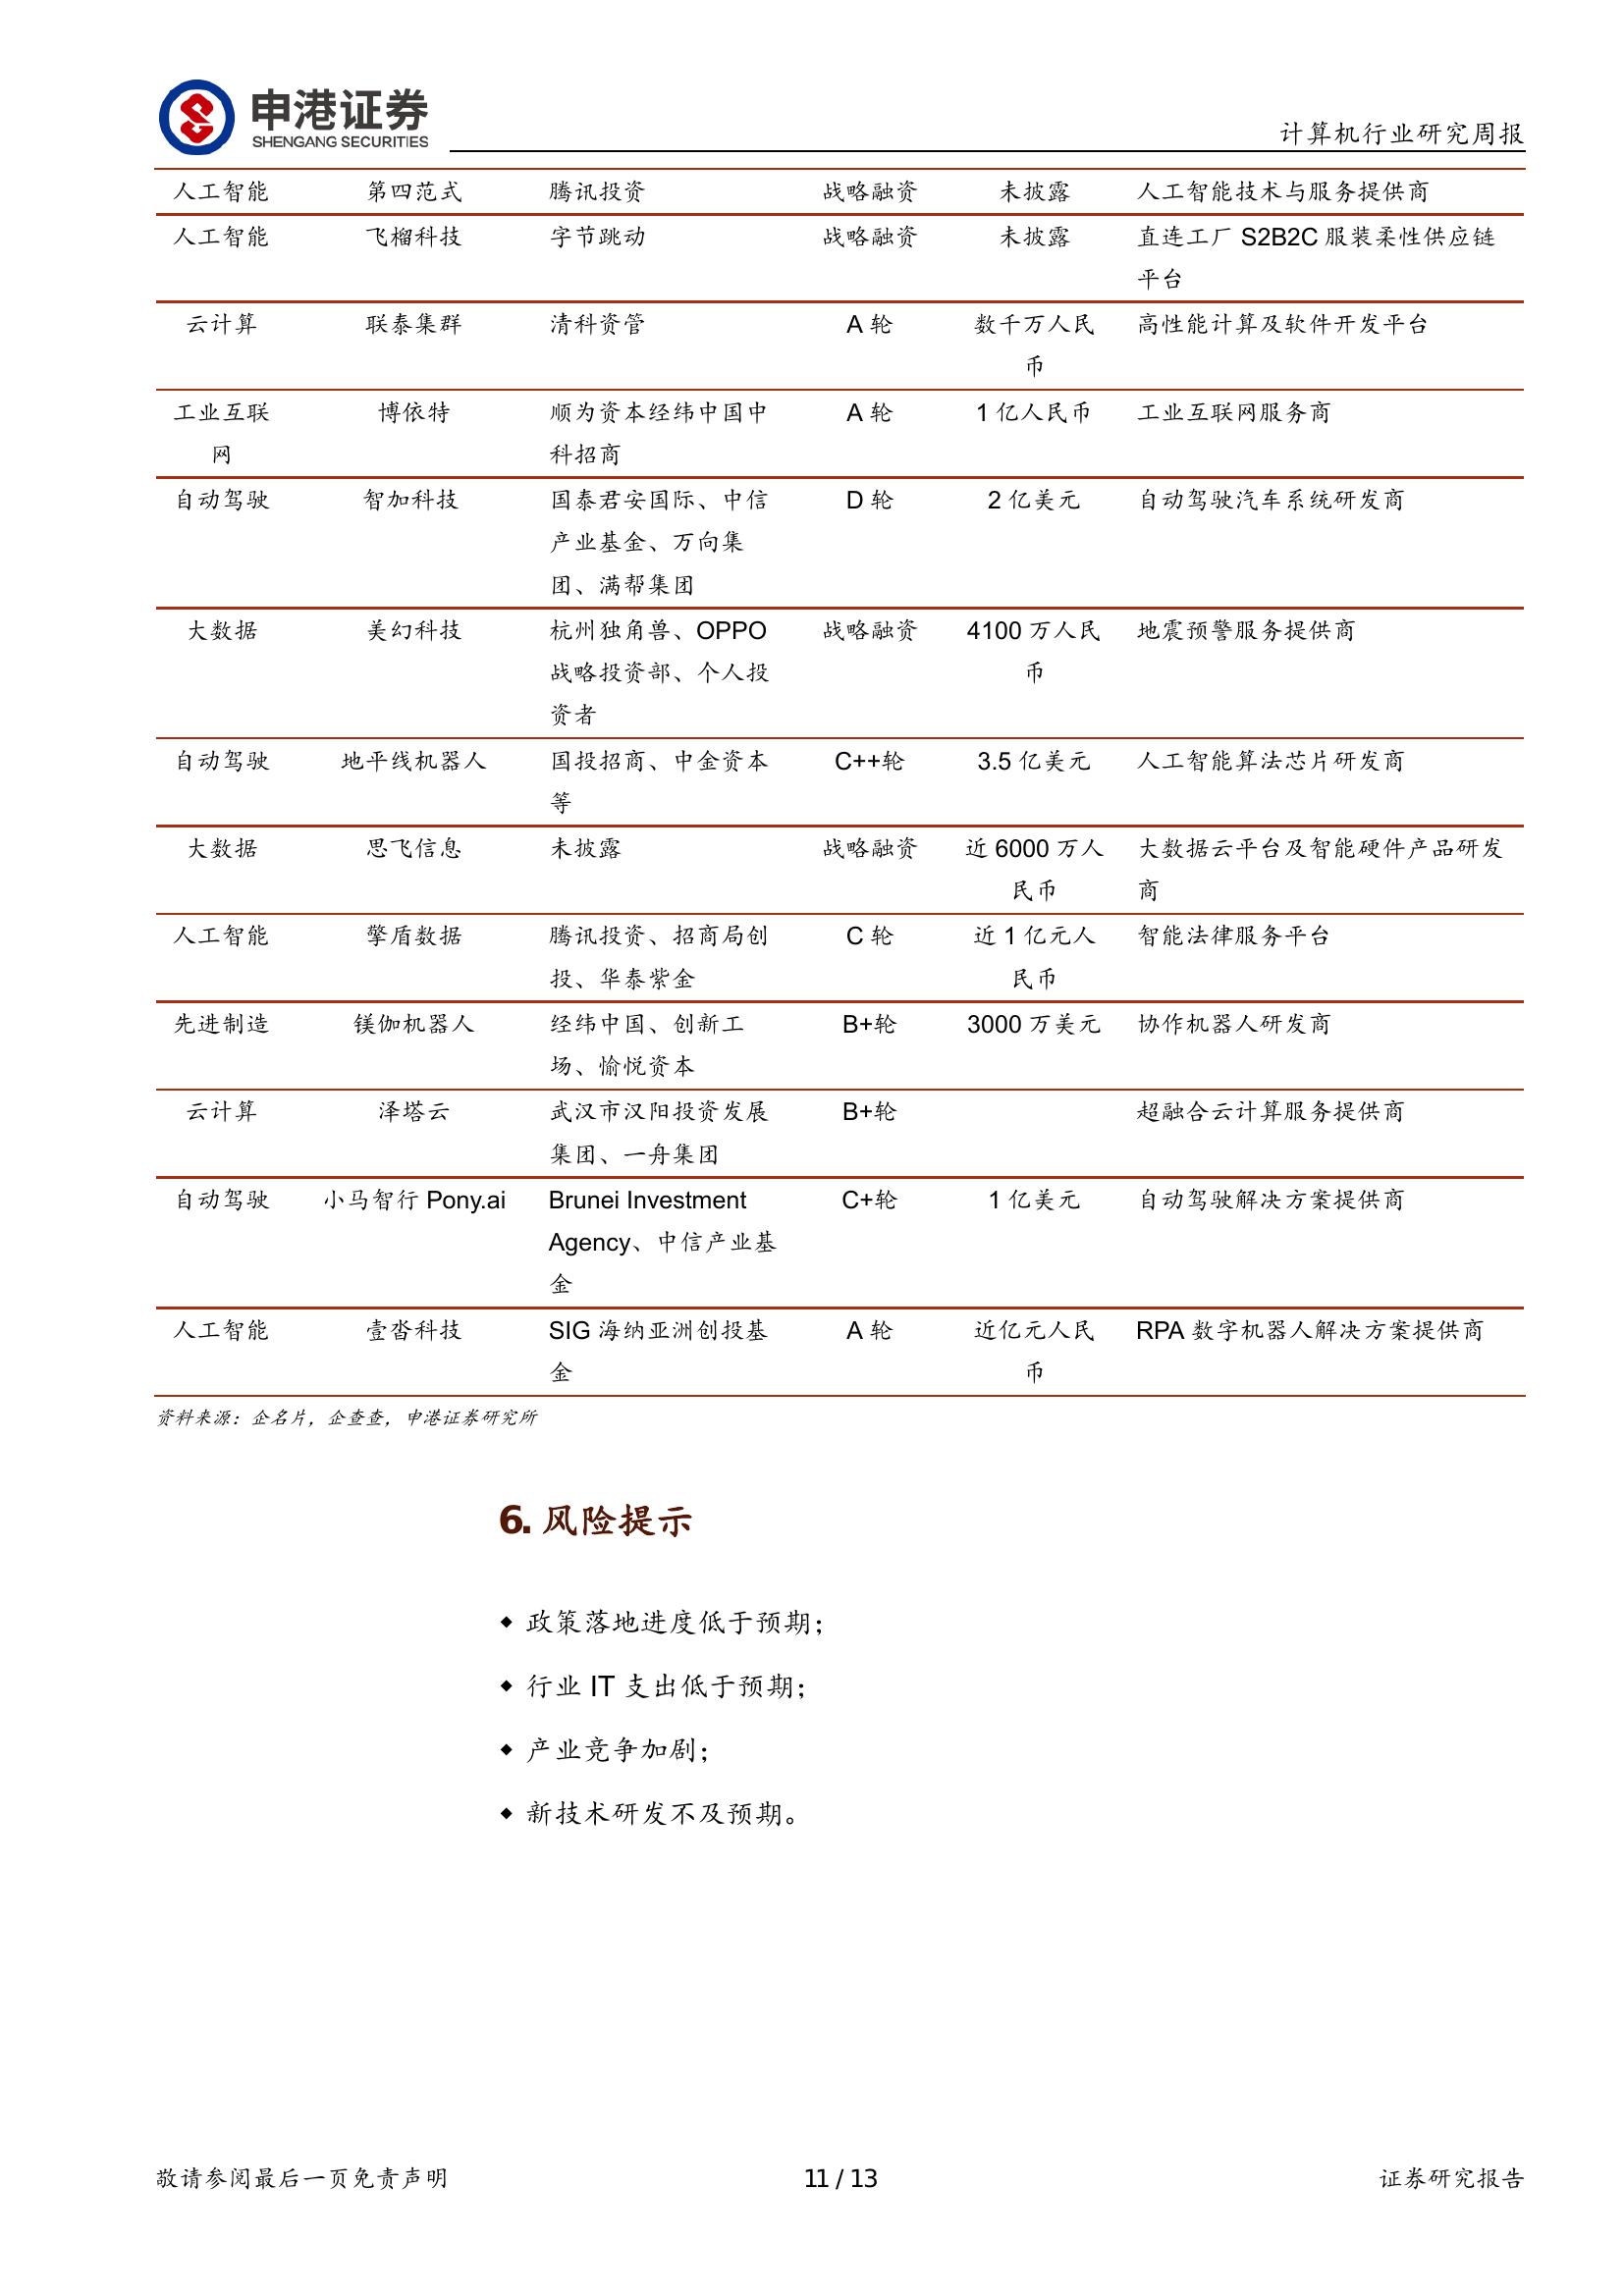 申港证券
SHENGANG SECURITIES
计算机行业研究周报
人工智能 第四范式 腾讯投资 战略融资 未披露 人工智能技术与服务提供商
人工智能 飞榴科技 字节跳动 战略融资 未披露 直连工厂 S2B2C 服装柔性供应链
平台
云计算 联泰集群 清科资管 A 轮 数千万人民 高性能计算及软件开发平台
币
工业互联 博依特 顺为资本经纬中国中 A 轮 1 亿人民币 工业互联网服务商
网 科招商
自动驾驶 智加科技 国泰君安国际、中信 D 轮 2 亿美元 自动驾驶汽车系统研发商
产业基金、万向集
团、满帮集团
大数据 美幻科技 杭州独角兽、OPPO 战略融资 4100 万人民 地震预警服务提供商
战略投资部、个人投 币
资者
自动驾驶 地平线机器人 国投招商、中金资本 C++轮 3.5 亿美元 人工智能算法芯片研发商
等
大数据 思飞信息 未披露 战略融资 近 6000 万人 大数据云平台及智能硬件产品研发
民币 商
人工智能 擎盾数据 腾讯投资、招商局创 C 轮 近 1 亿元人 智能法律服务平台
投、华泰紫金 民币
先进制造 镁伽机器人 经纬中国、创新工 B+轮 3000 万美元 协作机器人研发商
场、愉悦资本
云计算 泽塔云 武汉市汉阳投资发展 B+轮 超融合云计算服务提供商
集团、一舟集团
自动驾驶 小马智行 Pony.ai Brunei Investment C+轮 1 亿美元 自动驾驶解决方案提供商
Agency、中信产业基
金
人工智能 壹沓科技 SIG 海纳亚洲创投基 A 轮 近亿元人民 RPA 数字机器人解决方案提供商
金 币
资料来源：企名片，企查查，申港证券研究所
6. 风险提示
◆ 政策落地进度低于预期；
◆ 行业 IT 支出低于预期；
◆ 产业竞争加剧；
◆ 新技术研发不及预期。
敬请参阅最后一页免责声明 11 / 13 证券研究报告